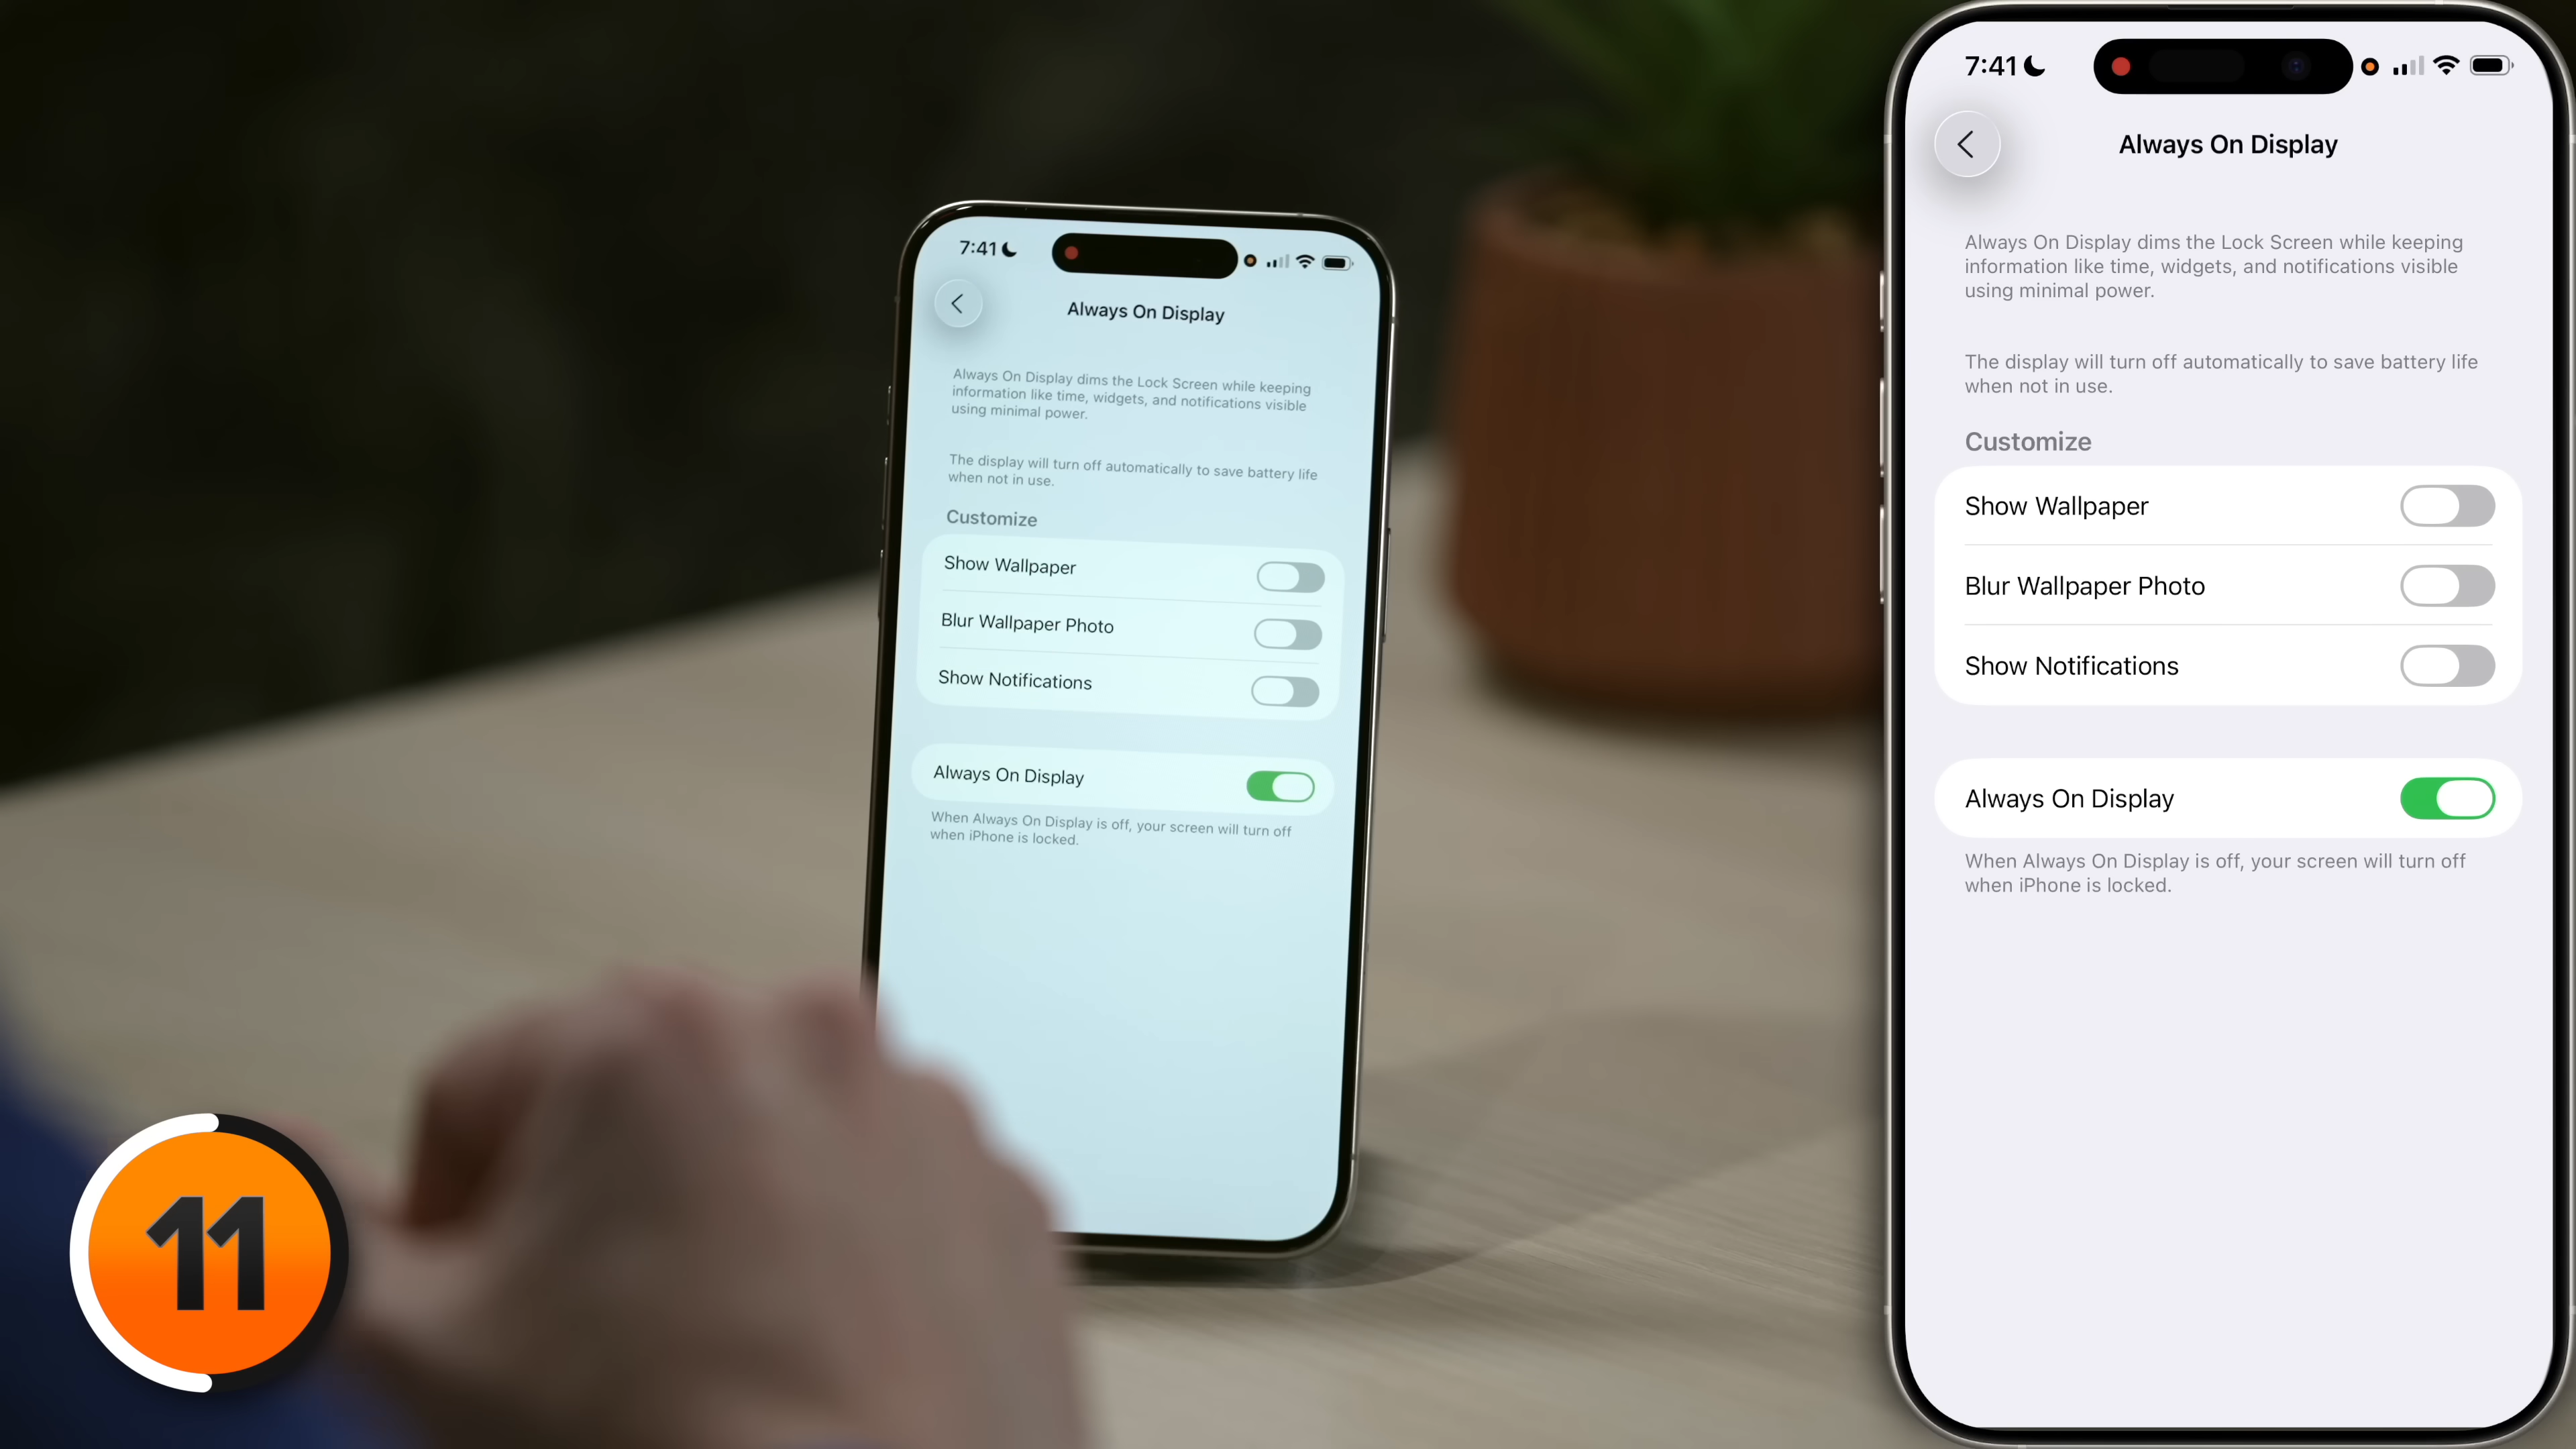 7:41
Always On Display
Always On Display dims the Lock Screen while keeping
information like time, widgets, and notifications visible
using minimal power.
The display will turn off automatically to save battery life
when not in use.
Customize
Show Wallpaper
Blur Wallpaper Photo
Show Notifications
Always On Display
When Always On Display is off, your screen will turn off
when iPhone is locked.
11
7:41
Always On Display
Always On Display dims the Lock Screen while keeping
information like time, widgets, and notifications visible
using minimal power.
The display will turn off automatically to save battery life
when not in use.
Customize
Show Wallpaper
Blur Wallpaper Photo
Show Notifications
Always On Display
When Always On Display is off, your screen will turn off
when iPhone is locked.